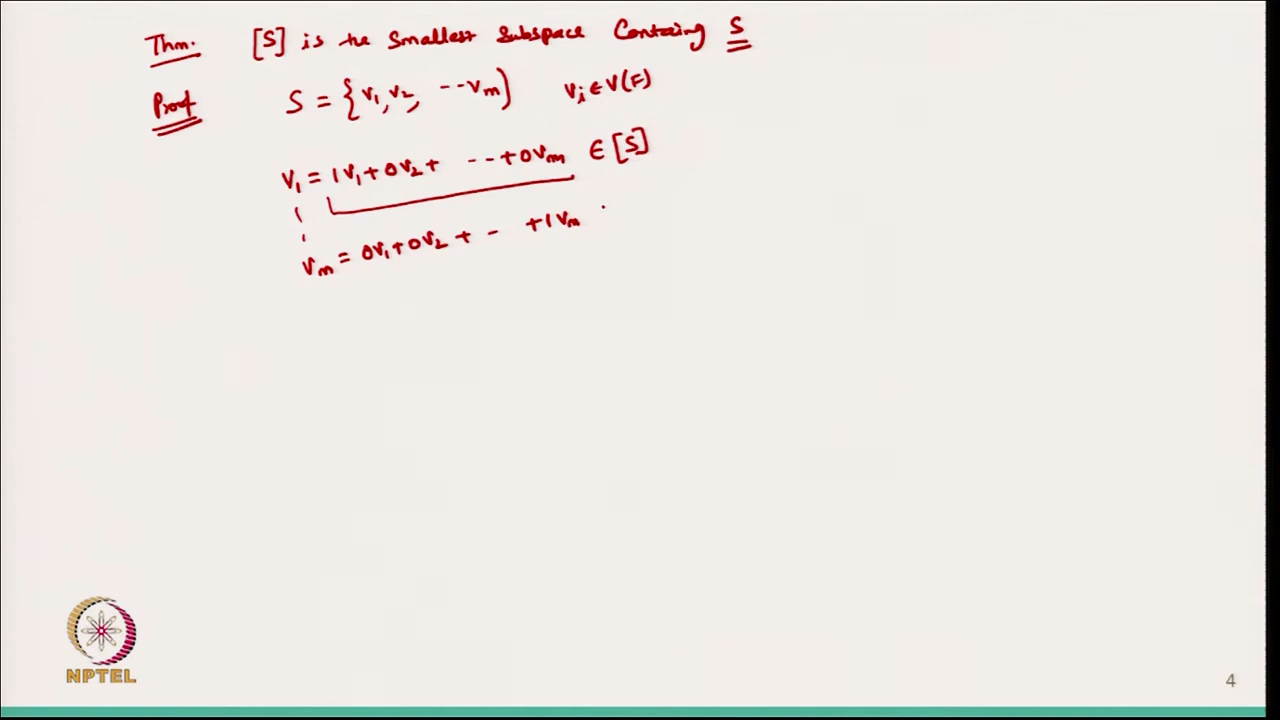 Thm. [S] is the Smallest Subspace Containg S
Proof S = {v₁, v₂, --vₘ} vᵢ ∈ V(F)
v₁ = 1v₁ + 0v₂ + -- + 0vₘ ∈ [S]
vₘ = 0v₁ + 0v₂ + - + 1vₘ
NPTEL
4